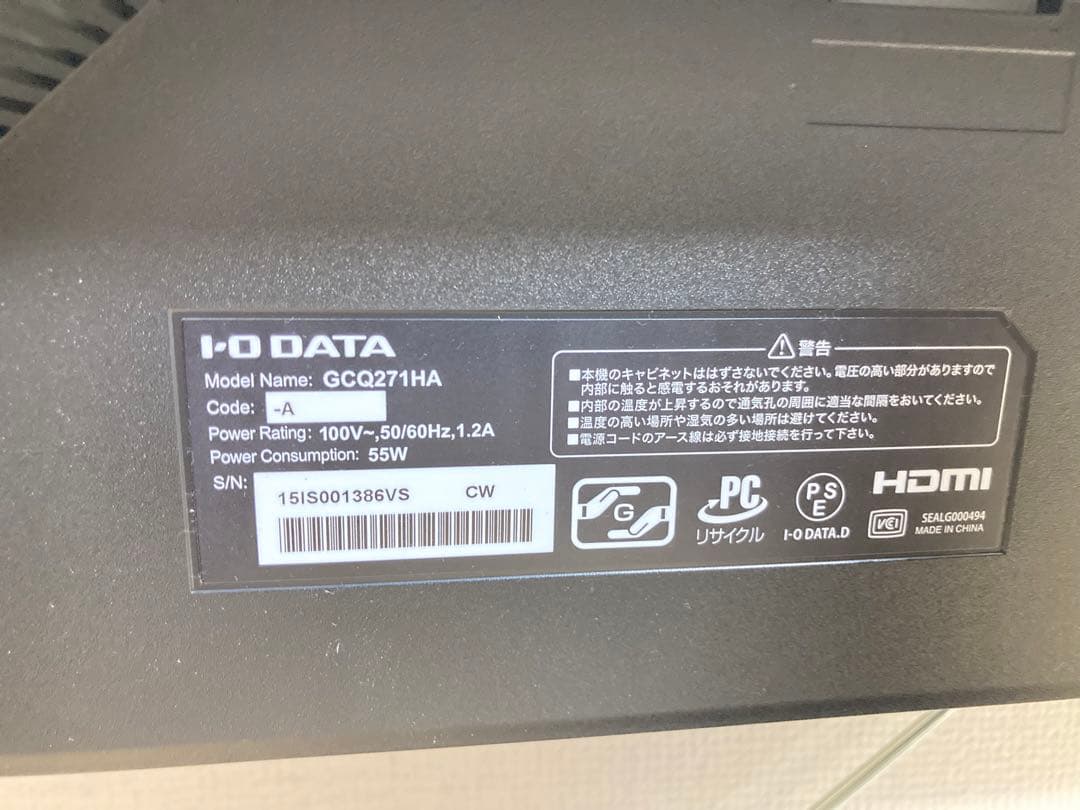 I-O DATA
Model Name: GCQ271HA
Code: -A
Power Rating: 100V~,50/60Hz,1.2A
Power Consumption: 55W
S/N: 15IS001386VS CW
警告
■本機のキャビネットははずさないでください。電圧の高い部分がありますので
内部に触ると感電するおそれがあります。
■内部の温度が上昇するので通気孔の周囲に適当な間隔をおいてください。
■温度の高い場所や湿気の多い場所は避けてください。
■電源コードのアース線は必ず接地接続を行って下さい。
G
PC
リサイクル
PS
E
I-O DATA.D
HDMI
VCCI
SEALG000494
MADE IN CHINA